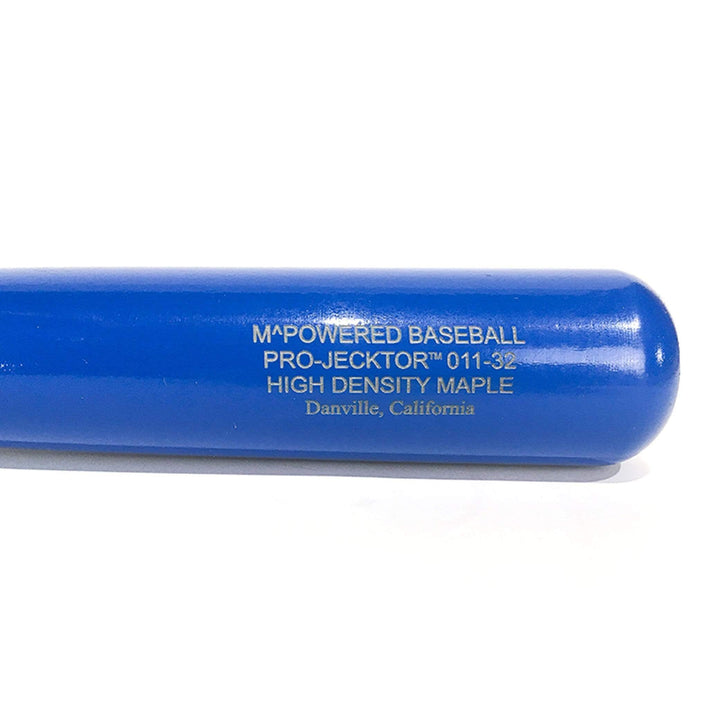 M^POWERED BASEBALL
PRO-JECKTOR™ 011-32
HIGH DENSITY MAPLE
Danville, California